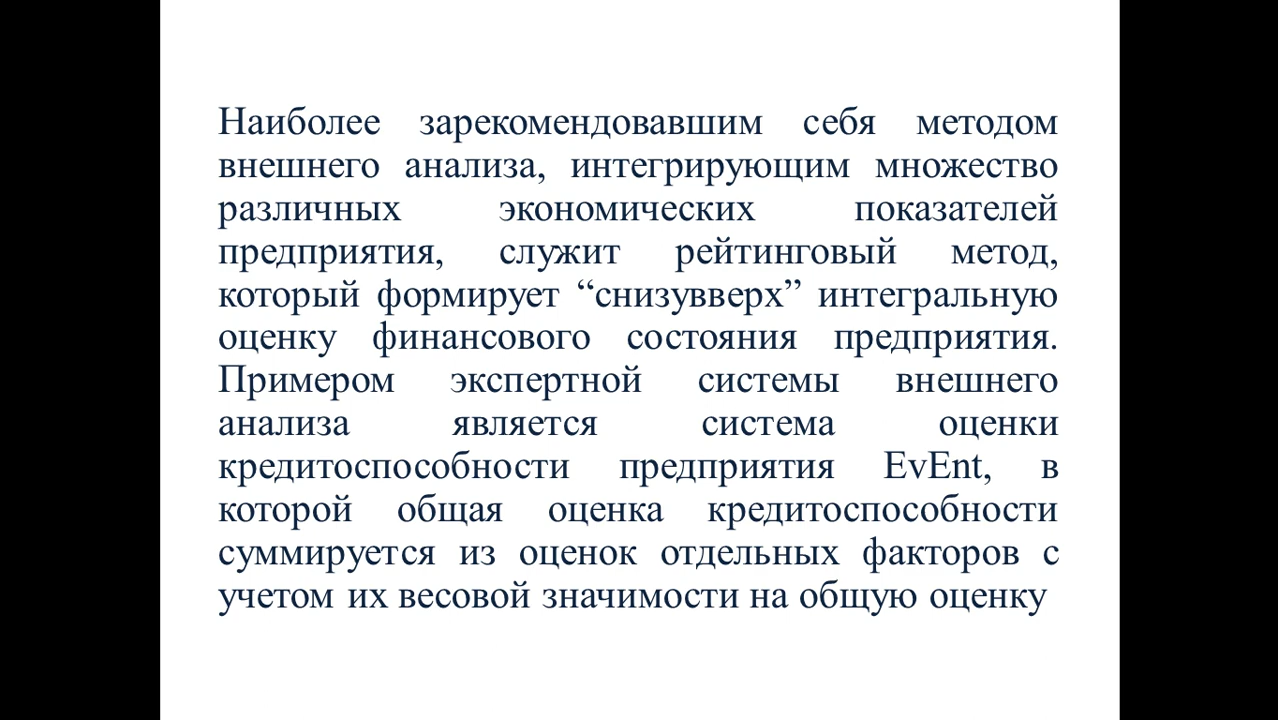 Наиболее зарекомендовавшим себя методом
внешнего анализа, интегрирующим множество
различных экономических показателей
предприятия, служит рейтинговый метод,
который формирует “снизувверх” интегральную
оценку финансового состояния предприятия.
Примером экспертной системы внешнего
анализа является система оценки
кредитоспособности предприятия EvEnt, в
которой общая оценка кредитоспособности
суммируется из оценок отдельных факторов с
учетом их весовой значимости на общую оценку